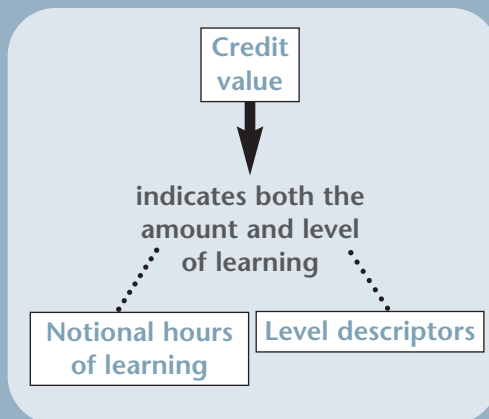 Credit
value
indicates both the
amount and level
of learning
Notional hours
of learning
Level descriptors